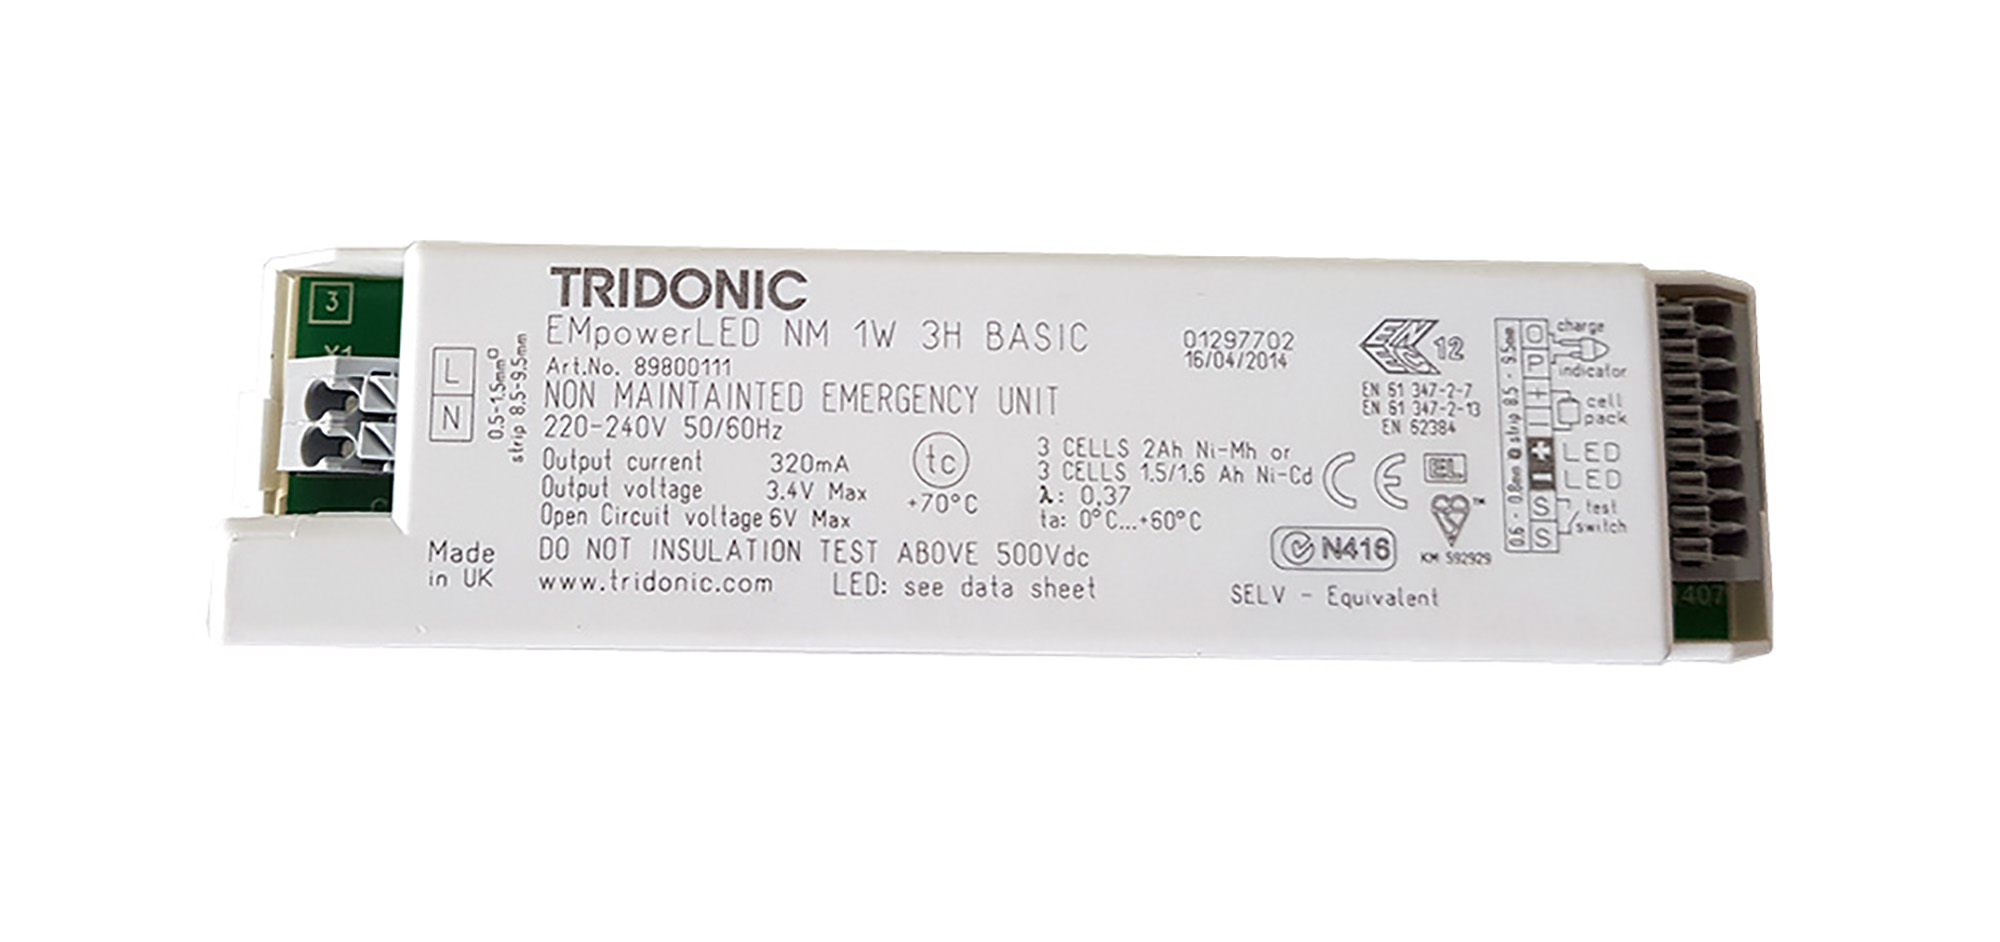 TRIDONIC
EMpowerLED NM 1W 3H BASIC
Art.No. 89800111
NON MAINTAINTED EMERGENCY UNIT
220-240V 50/60Hz
Output current 320mA
Output voltage 3.4V Max
Open Circuit voltage 6V Max
DO NOT INSULATION TEST ABOVE 500Vdc
www.tridonic.com LED: see data sheet
3
X1
L
N
0.5-1.5mm□
strip 8.5-9.5mm
Made
in UK
tc
+70°C
01297702
16/04/2014
3 CELLS 2Ah Ni-Mh or
3 CELLS 1.5/1.6 Ah Ni-Cd
λ: 0.37
ta: 0°C...+60°C
ENEC 12
EN 61 347-2-7
EN 61 347-2-13
EN 62384
CE
EL
™
KM 592929
N416
SELV - Equivalent
0.6 - 0.8mm strip 8.5 - 9.5mm
O charge
P indicator
+ cell
- pack
+ LED
- LED
S test
S switch
S
1407